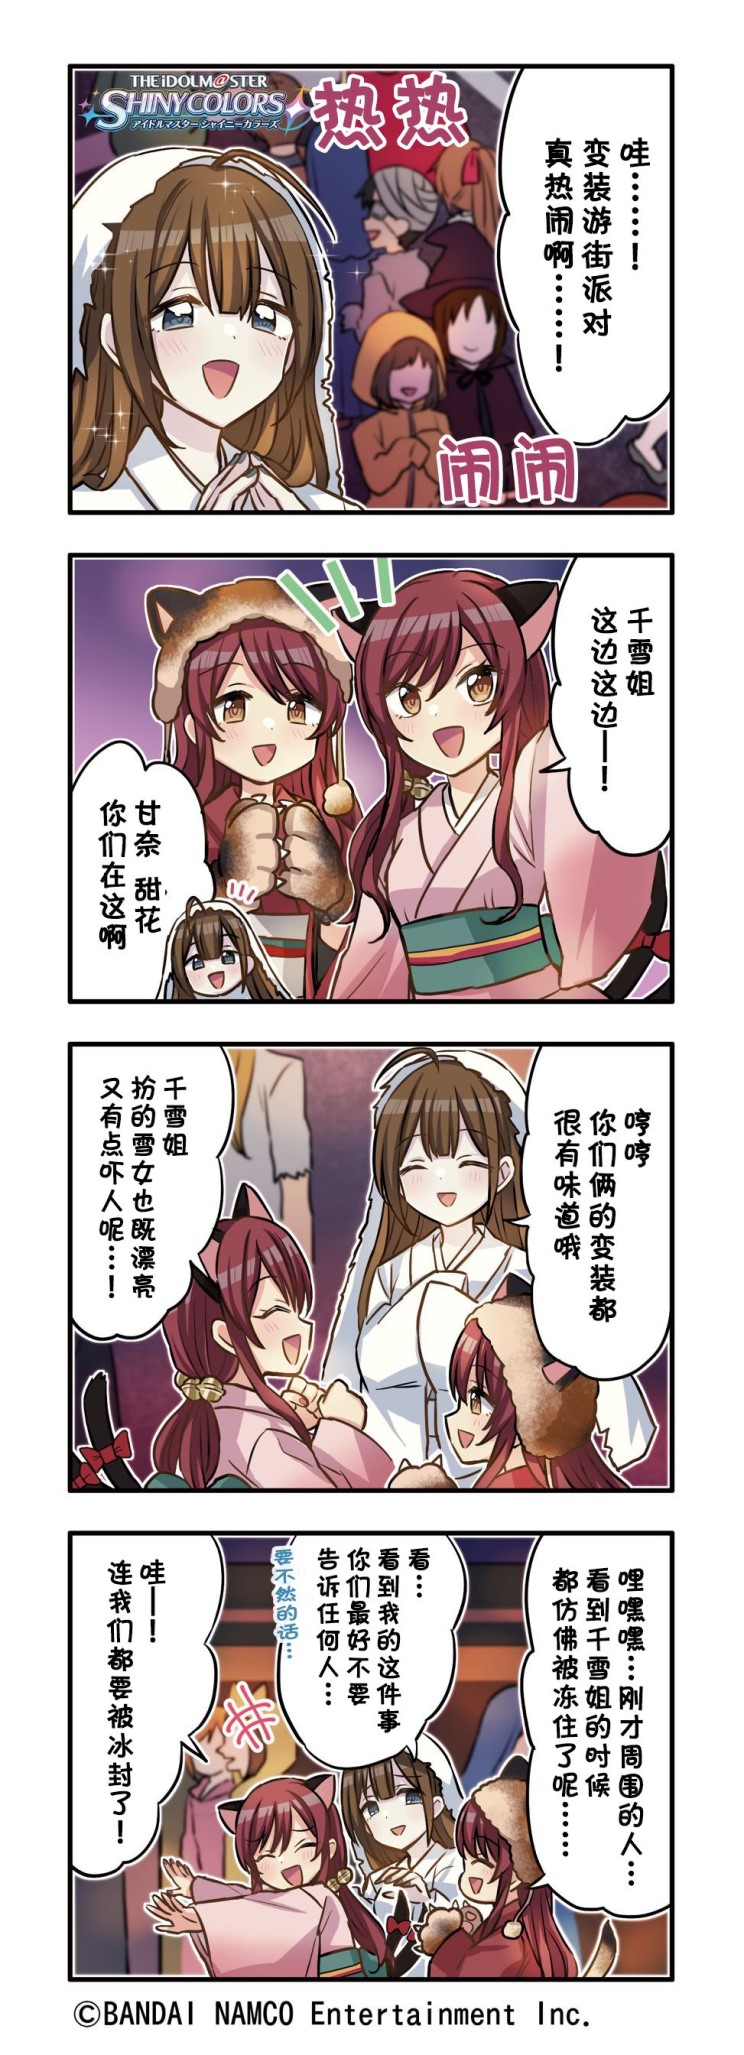 THE iDOLM@STER
SHINYCOLORS
アイドルマスター シャイニーカラーズ
热热
哇……！
变装游街派对
真热闹啊……！
闹闹
千雪姐
这边这边—！
甘奈 甜花
你们在这啊
哼哼
你们俩的变装都
很有味道哦
千雪姐
扮的雪女也既漂亮
又有点吓人呢…！
哩嘿嘿…刚才周围的人…
看到千雪姐的时候
都仿佛被冻住了呢……
看…
看到我的这件事
你们最好不要
告诉任何人…
要不然的话…
哇—！
连我们都要被冰封了！
©BANDAI NAMCO Entertainment Inc.